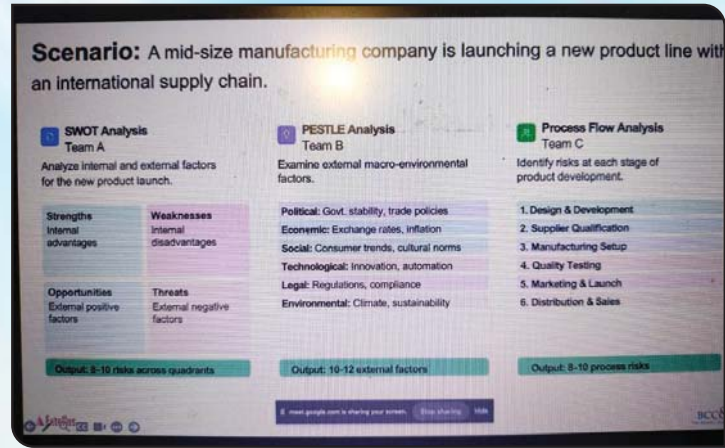 Scenario: A mid-size manufacturing company is launching a new product line with
an international supply chain.
SWOT Analysis
Team A
Analyze internal and external factors
for the new product launch.
Strengths
Internal
advantages
Weaknesses
Internal
disadvantages
Opportunities
External positive
factors
Threats
External negative
factors
Output: 8-10 risks across quadrants
PESTLE Analysis
Team B
Examine external macro-environmental
factors.
Political: Govt. stability, trade policies
Economic: Exchange rates, inflation
Social: Consumer trends, cultural norms
Technological: Innovation, automation
Legal: Regulations, compliance
Environmental: Climate, sustainability
Output: 10-12 external factors
Process Flow Analysis
Team C
Identify risks at each stage of
product development.
1. Design & Development
2. Supplier Qualification
3. Manufacturing Setup
4. Quality Testing
5. Marketing & Launch
6. Distribution & Sales
Output: 8-10 process risks
meet.google.com is sharing your screen. Stop sharing Hide